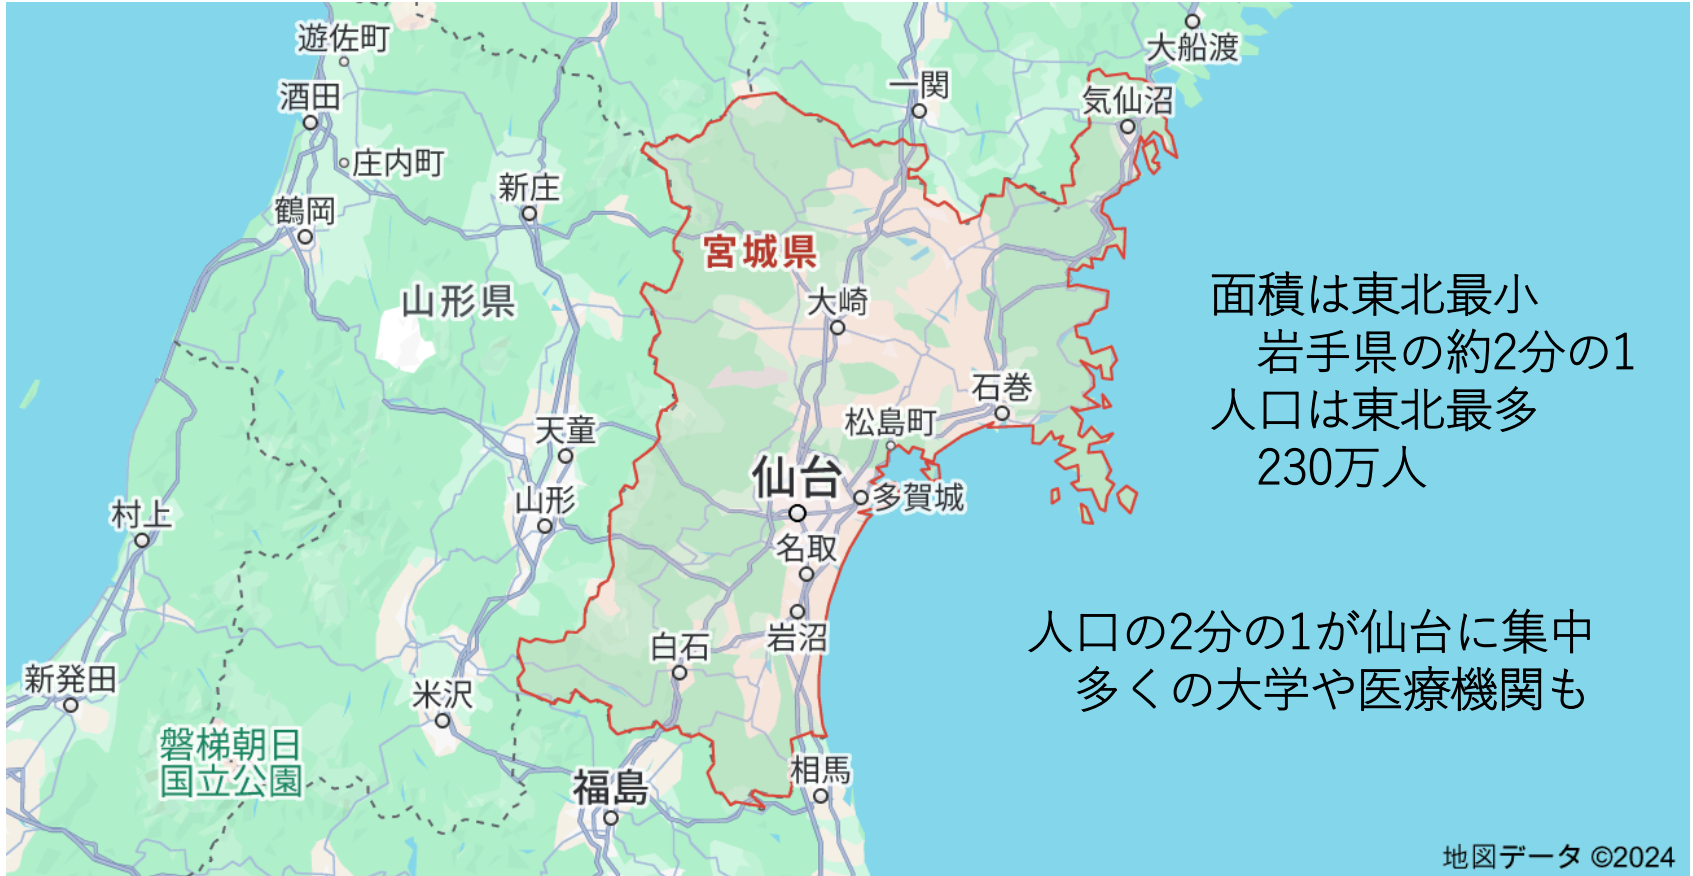 遊佐町
大船渡
酒田
一関
気仙沼
庄内町
新庄
鶴岡
宮城県
山形県
大崎
面積は東北最小
岩手県の約2分の1
人口は東北最多
230万人
石巻
松島町
天童
仙台
多賀城
山形
村上
名取
岩沼
人口の2分の1が仙台に集中
多くの大学や医療機関も
白石
新発田
米沢
磐梯朝日
国立公園
福島
相馬
地図データ ©2024